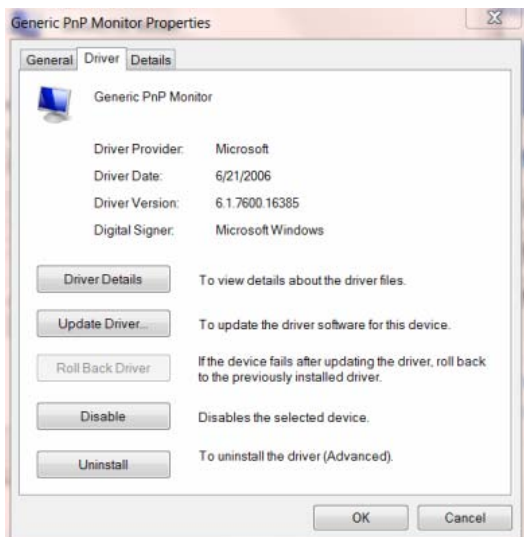 Generic PnP Monitor Properties
General Driver Details
Generic PnP Monitor
Driver Provider: Microsoft
Driver Date: 6/21/2006
Driver Version: 6.1.7600.16385
Digital Signer: Microsoft Windows
Driver Details To view details about the driver files.
Update Driver... To update the driver software for this device.
Roll Back Driver If the device fails after updating the driver, roll back
to the previously installed driver.
Disable Disables the selected device.
Uninstall To uninstall the driver (Advanced).
OK Cancel